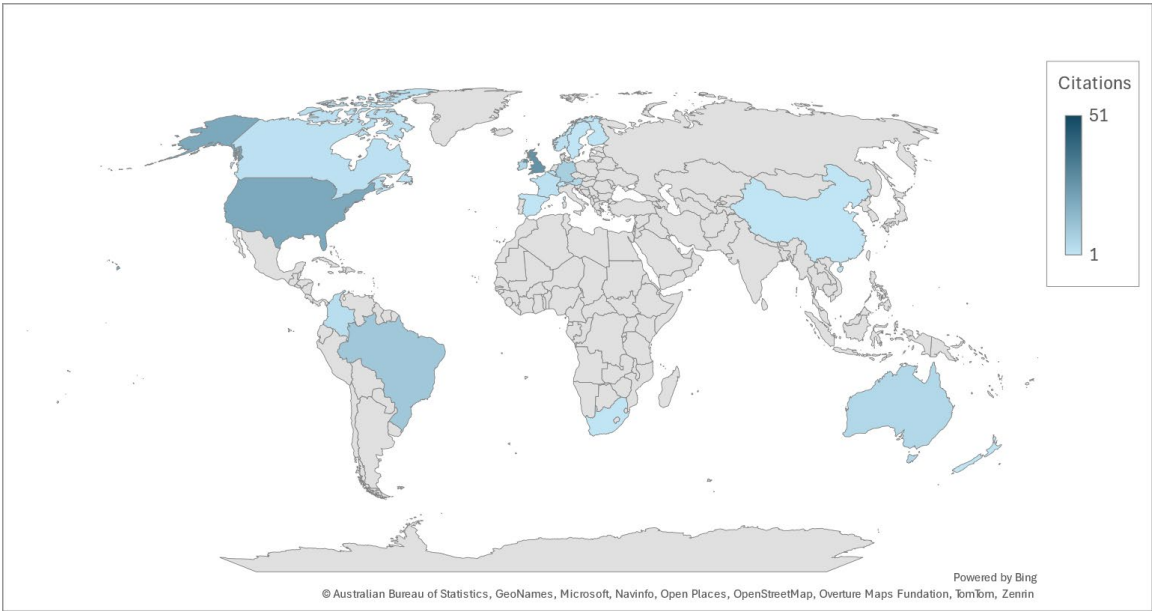 Citations
51
1
Powered by Bing
© Australian Bureau of Statistics, GeoNames, Microsoft, Navinfo, Open Places, OpenStreetMap, Overture Maps Fundation, TomTom, Zenrin